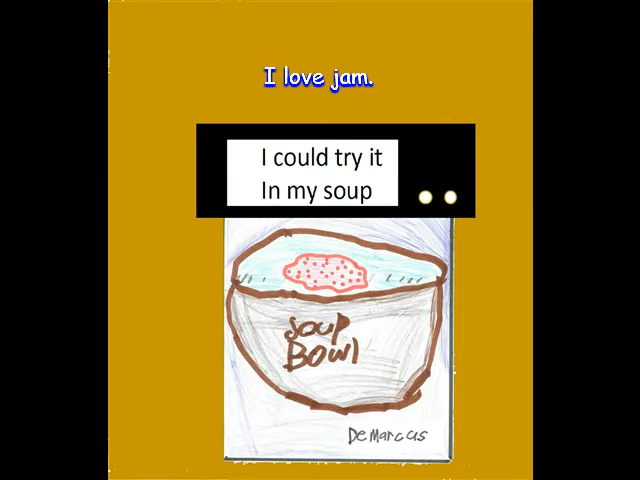 I love jam.
I could try it
In my soup
Soup
Bowl
DeMarcus